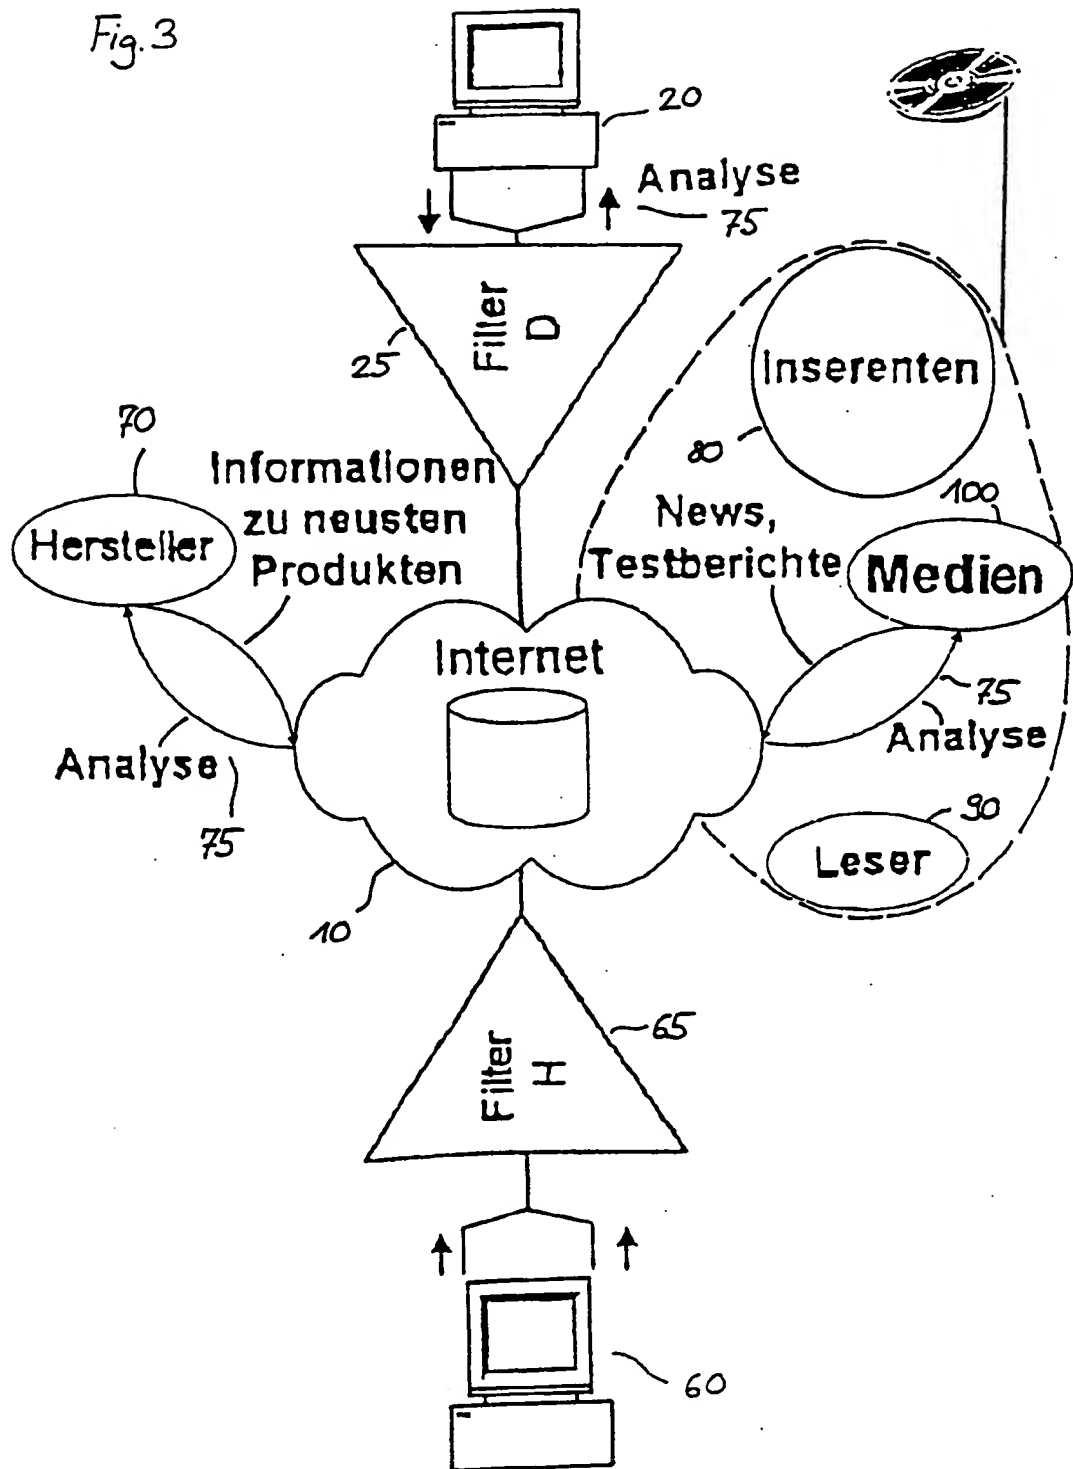 Fig. 3
20
Analyse
75
Filter
D
25
Inserenten
80
70
Informationen
zu neusten
Produkten
Hersteller
News,
Testberichte
100
Medien
Internet
75
Analyse
Analyse
75
90
Leser
10
65
Filter
H
60